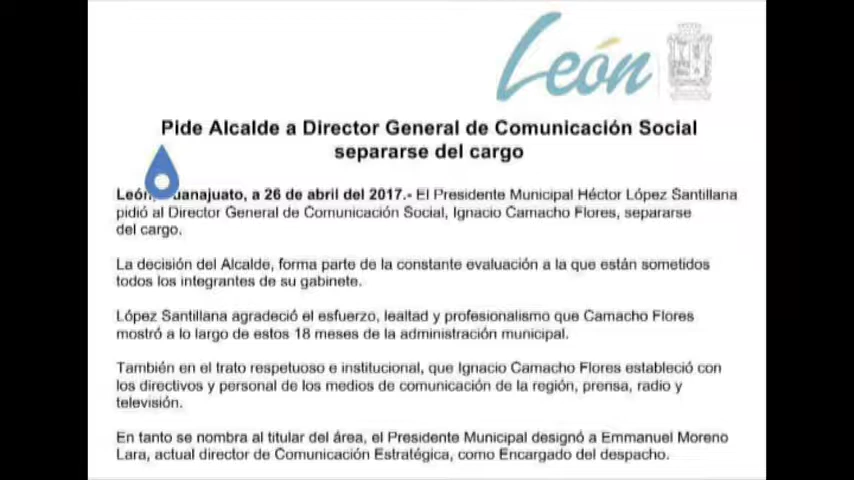 León
Pide Alcalde a Director General de Comunicación Social
separarse del cargo
León, uanajuato, a 26 de abril del 2017.- El Presidente Municipal Héctor López Santillana
pidió al Director General de Comunicación Social, Ignacio Camacho Flores, separarse
del cargo.
La decisión del Alcalde, forma parte de la constante evaluación a la que están sometidos
todos los integrantes de su gabinete.
López Santillana agradeció el esfuerzo, lealtad y profesionalismo que Camacho Flores
mostró a lo largo de estos 18 meses de la administración municipal.
También en el trato respetuoso e institucional, que Ignacio Camacho Flores estableció con
los directivos y personal de los medios de comunicación de la región, prensa, radio y
televisión.
En tanto se nombra al titular del área, el Presidente Municipal designó a Emmanuel Moreno
Lara, actual director de Comunicación Estratégica, como Encargado del despacho.